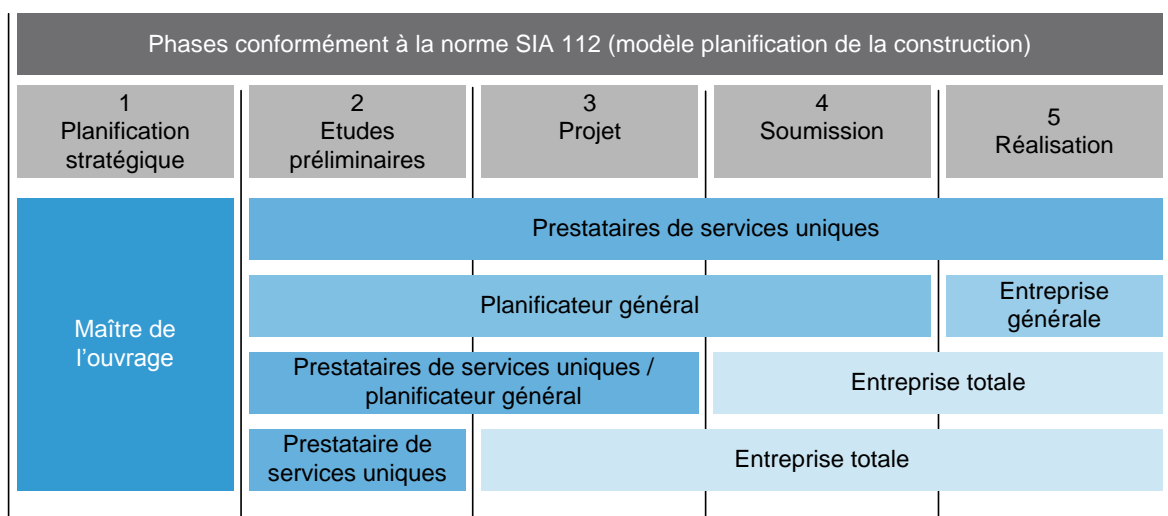 Phases conformément à la norme SIA 112 (modèle planification de la construction)
1
Planification
stratégique
2
Etudes
préliminaires
3
Projet
4
Soumission
5
Réalisation
Maître de
l’ouvrage
Prestataires de services uniques
Planificateur général
Entreprise
générale
Prestataires de services uniques /
planificateur général
Entreprise totale
Prestataire de
services uniques
Entreprise totale